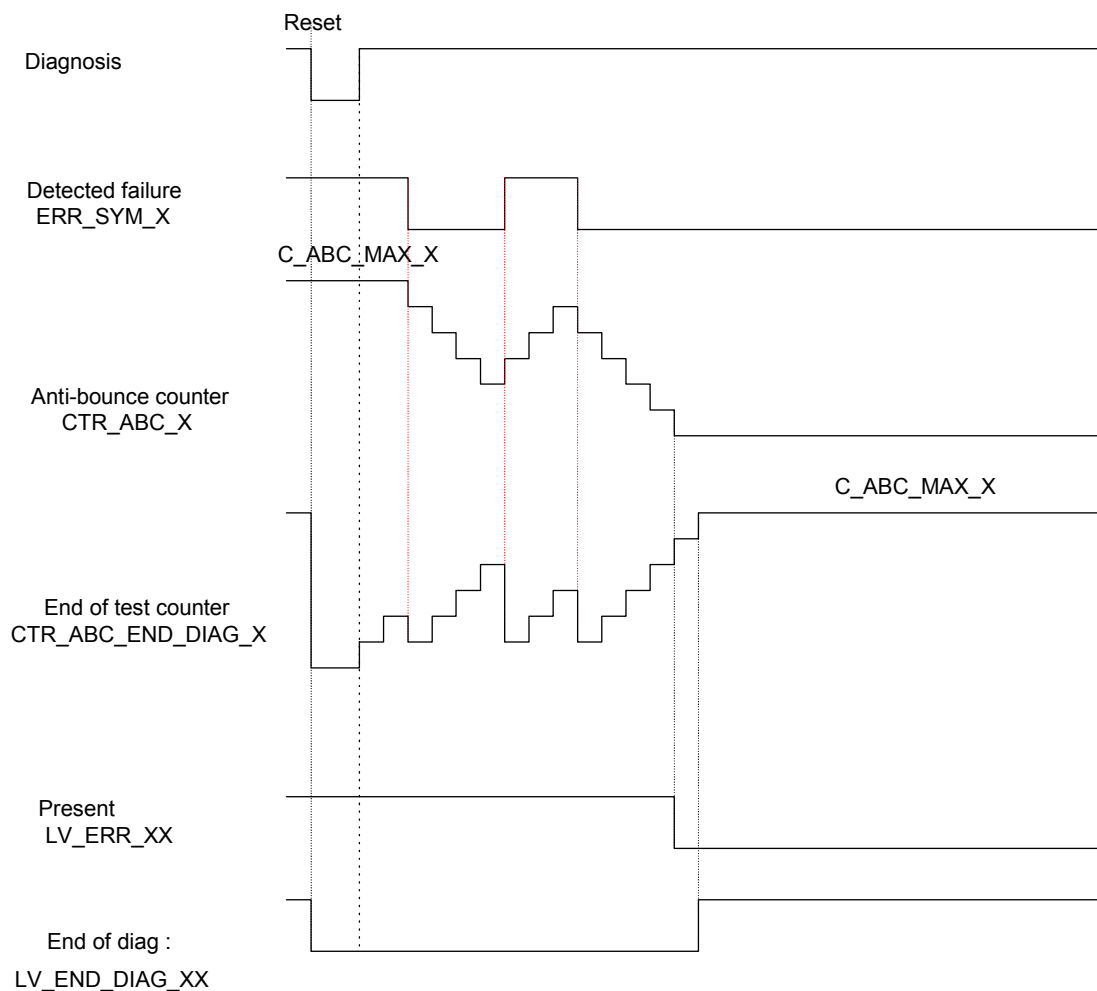 Reset
Diagnosis
Detected failure
ERR_SYM_X
C_ABC_MAX_X
Anti-bounce counter
CTR_ABC_X
C_ABC_MAX_X
End of test counter
CTR_ABC_END_DIAG_X
Present
LV_ERR_XX
End of diag :
LV_END_DIAG_XX